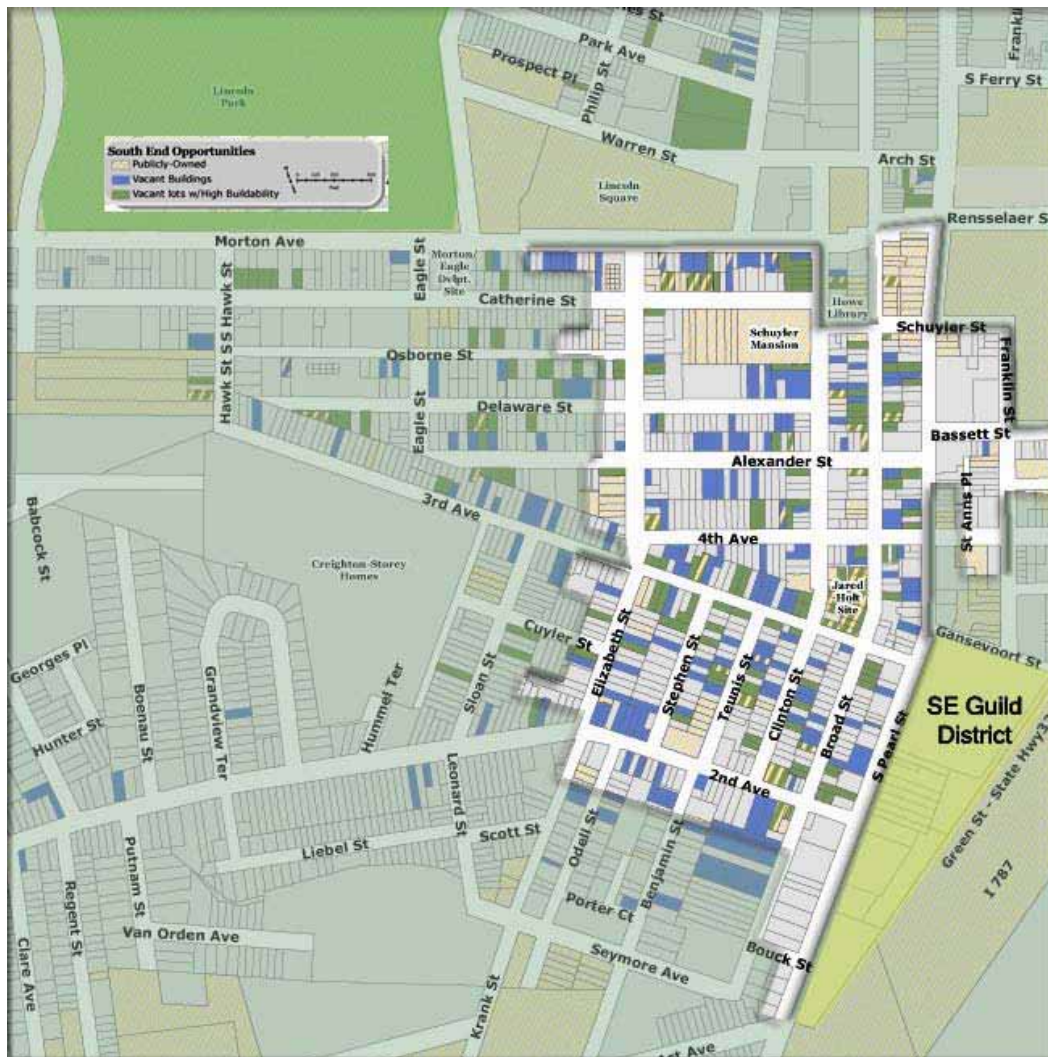 Park Ave
Prospect Pl
Philip St
Warren St
S Ferry St
Arch St
Rensselaer S
Lincoln
Park
South End Opportunities
Publicly-Owned
Vacant Buildings
Vacant lots w/High Buildability
Lincoln
Square
Morton Ave
Eagle St
Morton/
Eagle
Dvlpt.
Site
Catherine St
S Hawk St
Howe
Library
Schuyler St
Schuyler
Mansion
Franklin St
Osborne St
Hawk St S
Delaware St
Eagle St
Bassett St
Alexander St
St Anns Pl
3rd Ave
4th Ave
Babcock St
Creighton-Storey
Homes
Jared
Holt
Site
Gansevoort St
Cuyler St
Elizabeth St
Stephen St
Teunis St
Clinton St
Broad St
S Pearl St
SE Guild
District
Georges Pl
Hunter St
Boenau St
Grandview Ter
Hummel Ter
Sloan St
Leonard St
2nd Ave
Green St - State Hwy32
I 787
Liebel St
Scott St
Odell St
Benjamin St
Porter Ct
Putnam St
Regent St
Clare Ave
Van Orden Ave
Seymore Ave
Bouck St
Krank St